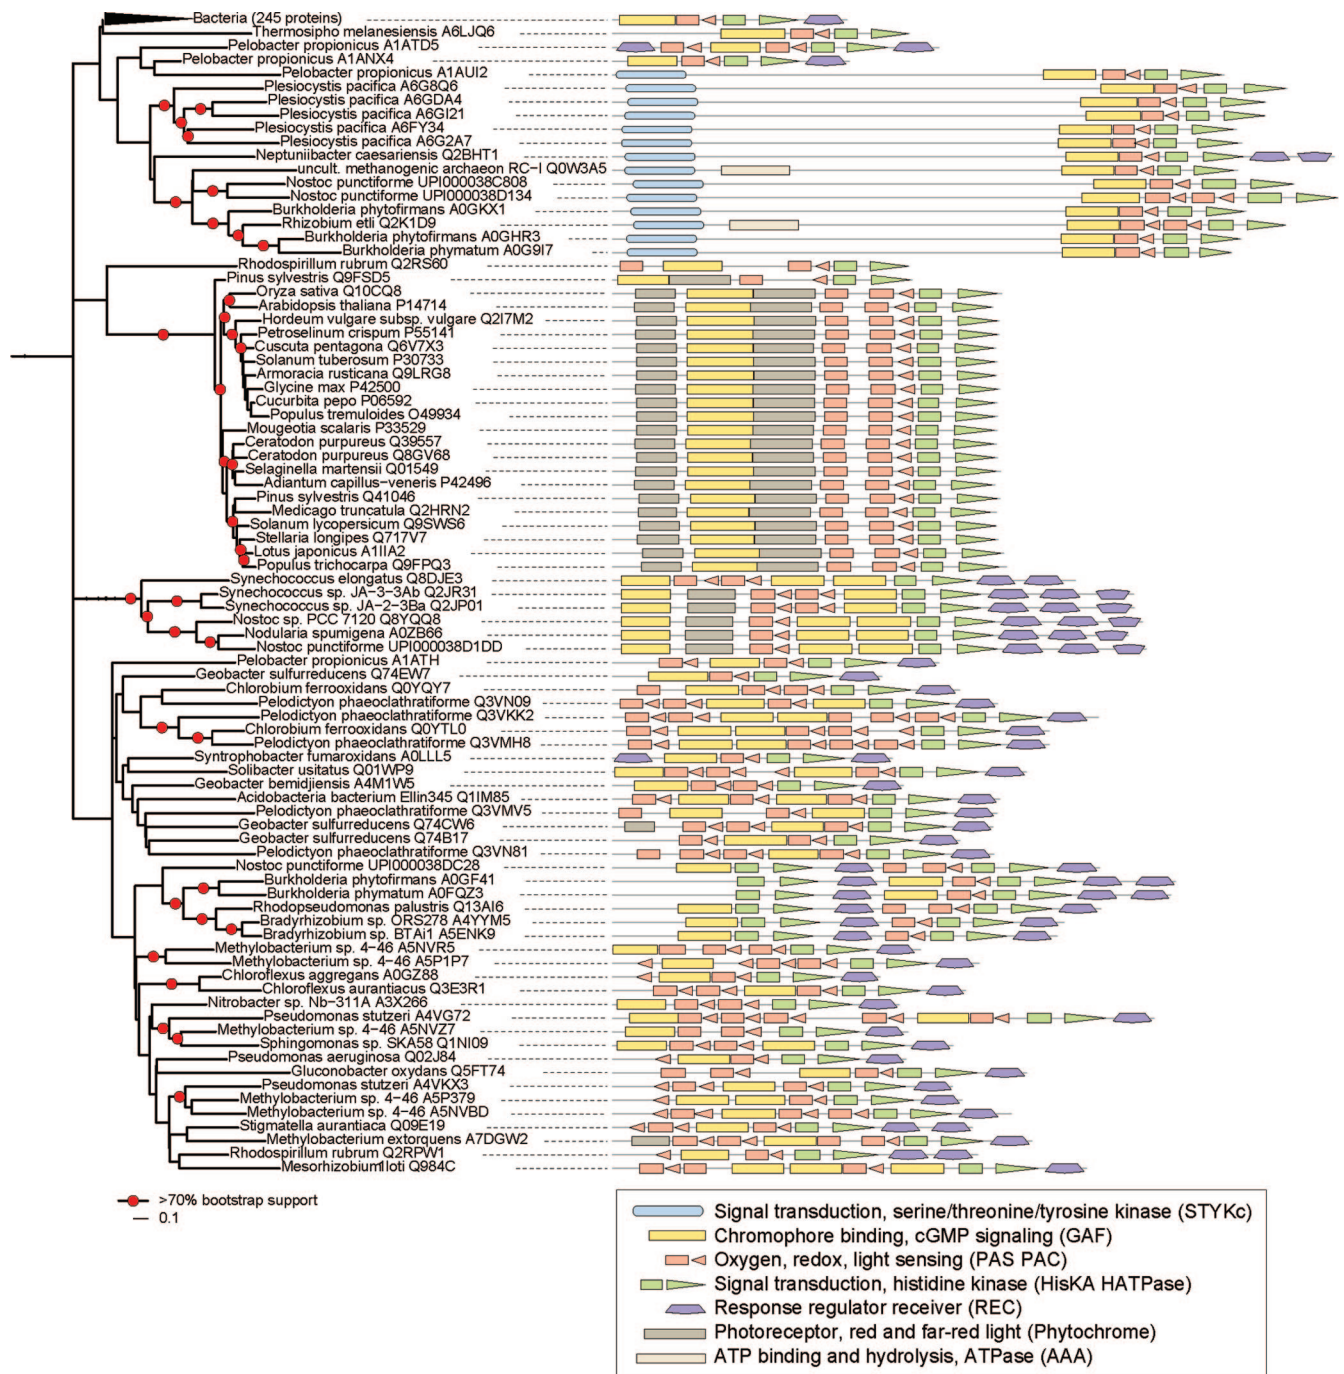 Bacteria (245 proteins)
Thermosipho melanesiensis A6LJQ6
Pelobacter propionicus A1ATD5
Pelobacter propionicus A1ANX4
Pelobacter propionicus A1AUI2
Plesiocystis pacifica A6G8Q6
Plesiocystis pacifica A6GDA4
Plesiocystis pacifica A6GI21
Plesiocystis pacifica A6FY34
Plesiocystis pacifica A6G2A7
Neptuniibacter caesariensis Q2BHT1
uncult. methanogenic archaeon RC-I Q0W3A5
Nostoc punctiforme UPI000038C808
Nostoc punctiforme UPI000038D134
Burkholderia phytofirmans A0GKX1
Rhizobium etli Q2K1D9
Burkholderia phytofirmans A0GHR3
Burkholderia phymatum A0G9I7
Rhodospirillum rubrum Q2RS60
Pinus sylvestris Q9FSD5
Oryza sativa Q10CQ8
Arabidopsis thaliana P14714
Hordeum vulgare subsp. vulgare Q2I7M2
Petroselinum crispum P55141
Cuscuta pentagona Q6V7X3
Solanum tuberosum P30733
Armoracia rusticana Q9LRG8
Glycine max P42500
Cucurbita pepo P06592
Populus tremuloides O49934
Mougeotia scalaris P33529
Ceratodon purpureus Q39557
Ceratodon purpureus Q8GV68
Selaginella martensii Q01549
Adiantum capillus-veneris P42496
Pinus sylvestris Q41046
Medicago truncatula Q2HRN2
Solanum lycopersicum Q9SWS6
Stellaria longipes Q717V7
Lotus japonicus A1IIA2
Populus trichocarpa Q9FPQ3
Synechococcus elongatus Q8DJE3
Synechococcus sp. JA-3-3Ab Q2JR31
Synechococcus sp. JA-2-3Ba Q2JP01
Nostoc sp. PCC 7120 Q8YQQ8
Nodularia spumigena A0ZB66
Nostoc punctiforme UPI000038D1DD
Pelobacter propionicus A1ATH
Geobacter sulfurreducens Q74EW7
Chlorobium ferrooxidans Q0YQY7
Pelodictyon phaeoclathratiforme Q3VN09
Pelodictyon phaeoclathratiforme Q3VKK2
Chlorobium ferrooxidans Q0YTL0
Pelodictyon phaeoclathratiforme Q3VMH8
Syntrophobacter fumaroxidans A0LLL5
Solibacter usitatus Q01WP9
Geobacter bemidjiensis A4M1W5
Acidobacteria bacterium Ellin345 Q1IM85
Pelodictyon phaeoclathratiforme Q3VMV5
Geobacter sulfurreducens Q74CW6
Geobacter sulfurreducens Q74B17
Pelodictyon phaeoclathratiforme Q3VN81
Nostoc punctiforme UPI000038DC28
Burkholderia phytofirmans A0GF41
Burkholderia phymatum A0FQZ3
Rhodopseudomonas palustris Q13AI6
Bradyrhizobium sp. ORS278 A4YYM5
Bradyrhizobium sp. BTAi1 A5ENK9
Methylobacterium sp. 4-46 A5NVR5
Methylobacterium sp. 4-46 A5P1P7
Chloroflexus aggregans A0GZ88
Chloroflexus aurantiacus Q3E3R1
Nitrobacter sp. Nb-311A A3X266
Pseudomonas stutzeri A4VG72
Methylobacterium sp. 4-46 A5NVZ7
Sphingomonas sp. SKA58 Q1NI09
Pseudomonas aeruginosa Q02J84
Gluconobacter oxydans Q5FT74
Pseudomonas stutzeri A4VKX3
Methylobacterium sp. 4-46 A5P379
Methylobacterium sp. 4-46 A5NVBD
Stigmatella aurantiaca Q09E19
Methylobacterium extorquens A7DGW2
Rhodospirillum rubrum Q2RPW1
Mesorhizobium loti Q984C
>70% bootstrap support
0.1
Signal transduction, serine/threonine/tyrosine kinase (STYKc)
Chromophore binding, cGMP signaling (GAF)
Oxygen, redox, light sensing (PAS PAC)
Signal transduction, histidine kinase (HisKA HATPase)
Response regulator receiver (REC)
Photoreceptor, red and far-red light (Phytochrome)
ATP binding and hydrolysis, ATPase (AAA)